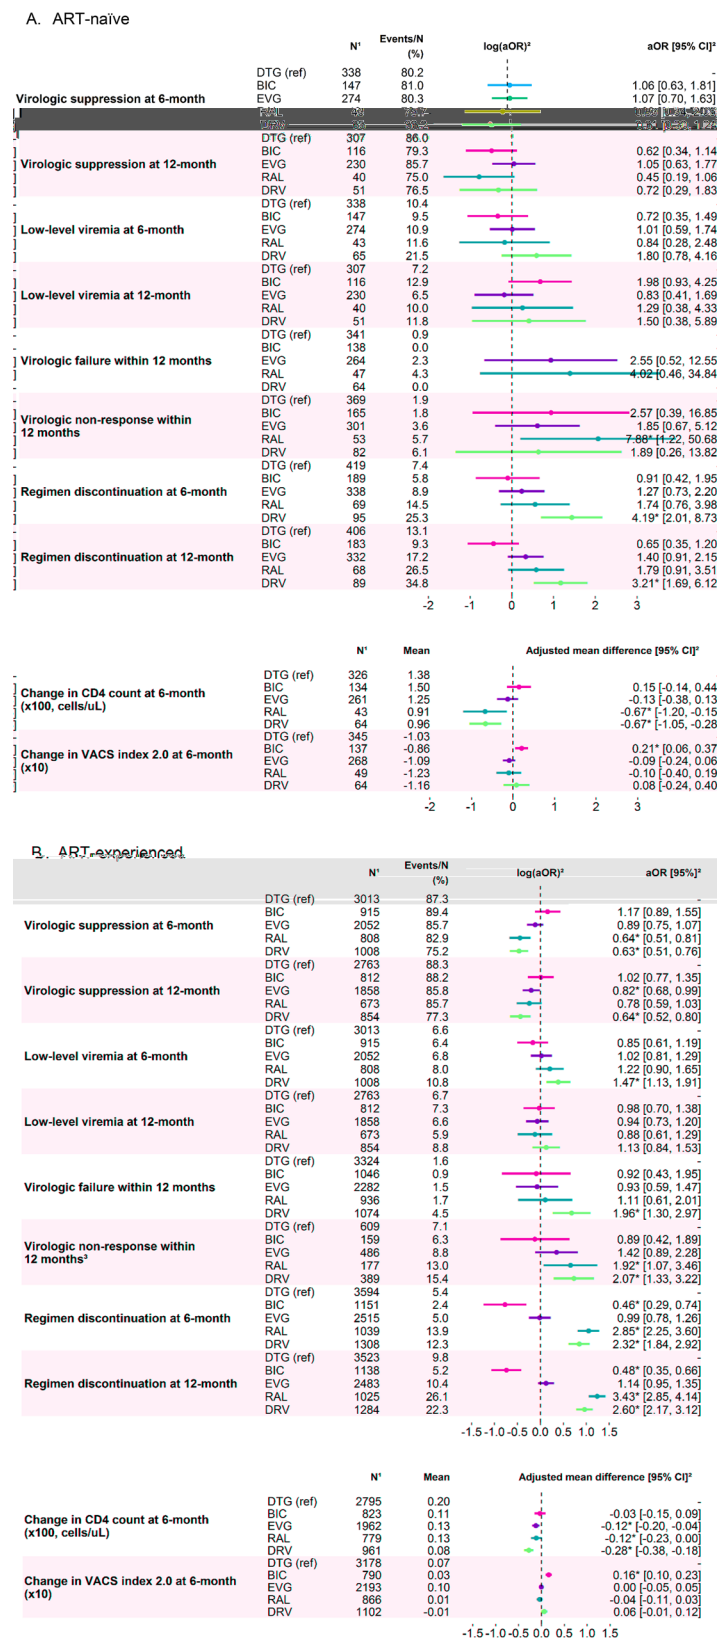 A. ART-naïve
N¹ Events/N (%) log(aOR)² aOR [95% CI]²
Virologic suppression at 6-month
DTG (ref) 338 80.2 -
BIC 147 81.0 1.06 [0.63, 1.81]
EVG 274 80.3 1.07 [0.70, 1.63]
Virologic suppression at 12-month
DTG (ref) 307 86.0
BIC 116 79.3 0.62 [0.34, 1.14
EVG 230 85.7 1.05 [0.63, 1.77
RAL 40 75.0 0.45 [0.19, 1.06
DRV 51 76.5 0.72 [0.29, 1.83
Low-level viremia at 6-month
DTG (ref) 338 10.4
BIC 147 9.5 0.72 [0.35, 1.49
EVG 274 10.9 1.01 [0.59, 1.74
RAL 43 11.6 0.84 [0.28, 2.48
DRV 65 21.5 1.80 [0.78, 4.16
Low-level viremia at 12-month
DTG (ref) 307 7.2
BIC 116 12.9 1.98 [0.93, 4.25
EVG 230 6.5 0.83 [0.41, 1.69
RAL 40 10.0 1.29 [0.38, 4.33
DRV 51 11.8 1.50 [0.38, 5.89
Virologic failure within 12 months
DTG (ref) 341 0.9
BIC 138 0.0
EVG 264 2.3 2.55 [0.52, 12.55
RAL 47 4.3 4.02 [0.46, 34.84
DRV 64 0.0
Virologic non-response within 12 months
DTG (ref) 369 1.9
BIC 165 1.8 2.57 [0.39, 16.85
EVG 301 3.6 1.85 [0.67, 5.12
RAL 53 5.7 7.88* [1.22, 50.68
DRV 82 6.1 1.89 [0.26, 13.82
Regimen discontinuation at 6-month
DTG (ref) 419 7.4
BIC 189 5.8 0.91 [0.42, 1.95
EVG 338 8.9 1.27 [0.73, 2.20
RAL 69 14.5 1.74 [0.76, 3.98
DRV 95 25.3 4.19* [2.01, 8.73
Regimen discontinuation at 12-month
DTG (ref) 406 13.1
BIC 183 9.3 0.65 [0.35, 1.20
EVG 332 17.2 1.40 [0.91, 2.15
RAL 68 26.5 1.79 [0.91, 3.51
DRV 89 34.8 3.21* [1.69, 6.12
-2 -1 0 1 2 3
N¹ Mean Adjusted mean difference [95% CI]²
Change in CD4 count at 6-month (x100, cells/uL)
DTG (ref) 326 1.38
BIC 134 1.50 0.15 [-0.14, 0.44
EVG 261 1.25 -0.13 [-0.38, 0.13
RAL 43 0.91 -0.67* [-1.20, -0.15
DRV 64 0.96 -0.67* [-1.05, -0.28
Change in VACS index 2.0 at 6-month (x10)
DTG (ref) 345 -1.03
BIC 137 -0.86 0.21* [0.06, 0.37
EVG 268 -1.09 -0.09 [-0.24, 0.06
RAL 49 -1.23 -0.10 [-0.40, 0.19
DRV 64 -1.16 0.08 [-0.24, 0.40
-2 -1 0 1 2 3
B. ART-experienced
N¹ Events/N (%) log(aOR)² aOR [95%]²
Virologic suppression at 6-month
DTG (ref) 3013 87.3 -
BIC 915 89.4 1.17 [0.89, 1.55]
EVG 2052 85.7 0.89 [0.75, 1.07]
RAL 808 82.9 0.64* [0.51, 0.81]
DRV 1008 75.2 0.63* [0.51, 0.76]
Virologic suppression at 12-month
DTG (ref) 2763 88.3 -
BIC 812 88.2 1.02 [0.77, 1.35]
EVG 1858 85.8 0.82* [0.68, 0.99]
RAL 673 85.7 0.78 [0.59, 1.03]
DRV 854 77.3 0.64* [0.52, 0.80]
Low-level viremia at 6-month
DTG (ref) 3013 6.6 -
BIC 915 6.4 0.85 [0.61, 1.19]
EVG 2052 6.8 1.02 [0.81, 1.29]
RAL 808 8.0 1.22 [0.90, 1.65]
DRV 1008 10.8 1.47* [1.13, 1.91]
Low-level viremia at 12-month
DTG (ref) 2763 6.7 -
BIC 812 7.3 0.98 [0.70, 1.38]
EVG 1858 6.6 0.94 [0.73, 1.20]
RAL 673 5.9 0.88 [0.61, 1.29]
DRV 854 8.8 1.13 [0.84, 1.53]
Virologic failure within 12 months
DTG (ref) 3324 1.6 -
BIC 1046 0.9 0.92 [0.43, 1.95]
EVG 2282 1.5 0.93 [0.59, 1.47]
RAL 936 1.7 1.11 [0.61, 2.01]
DRV 1074 4.5 1.96* [1.30, 2.97]
Virologic non-response within 12 months³
DTG (ref) 609 7.1 -
BIC 159 6.3 0.89 [0.42, 1.89]
EVG 486 8.8 1.42 [0.89, 2.28]
RAL 177 13.0 1.92* [1.07, 3.46]
DRV 389 15.4 2.07* [1.33, 3.22]
Regimen discontinuation at 6-month
DTG (ref) 3594 5.4 -
BIC 1151 2.4 0.46* [0.29, 0.74]
EVG 2515 5.0 0.99 [0.78, 1.26]
RAL 1039 13.9 2.85* [2.25, 3.60]
DRV 1308 12.3 2.32* [1.84, 2.92]
Regimen discontinuation at 12-month
DTG (ref) 3523 9.8 -
BIC 1138 5.2 0.48* [0.35, 0.66]
EVG 2483 10.4 1.14 [0.95, 1.35]
RAL 1025 26.1 3.43* [2.85, 4.14]
DRV 1284 22.3 2.60* [2.17, 3.12]
-1.5 -1.0 -0.5 0.0 0.5 1.0 1.5
N¹ Mean Adjusted mean difference [95% CI]²
Change in CD4 count at 6-month (x100, cells/uL)
DTG (ref) 2795 0.20 -
BIC 823 0.11 -0.03 [-0.15, 0.09]
EVG 1962 0.13 -0.12* [-0.20, -0.04]
RAL 779 0.13 -0.12* [-0.23, 0.00]
DRV 961 0.08 -0.28* [-0.38, -0.18]
Change in VACS index 2.0 at 6-month (x10)
DTG (ref) 3178 0.07 -
BIC 790 0.03 0.16* [0.10, 0.23]
EVG 2193 0.10 0.00 [-0.05, 0.05]
RAL 866 0.01 -0.04 [-0.11, 0.03]
DRV 1102 -0.01 0.06 [-0.01, 0.12]
-1.5 -1.0 -0.5 0.0 0.5 1.0 1.5